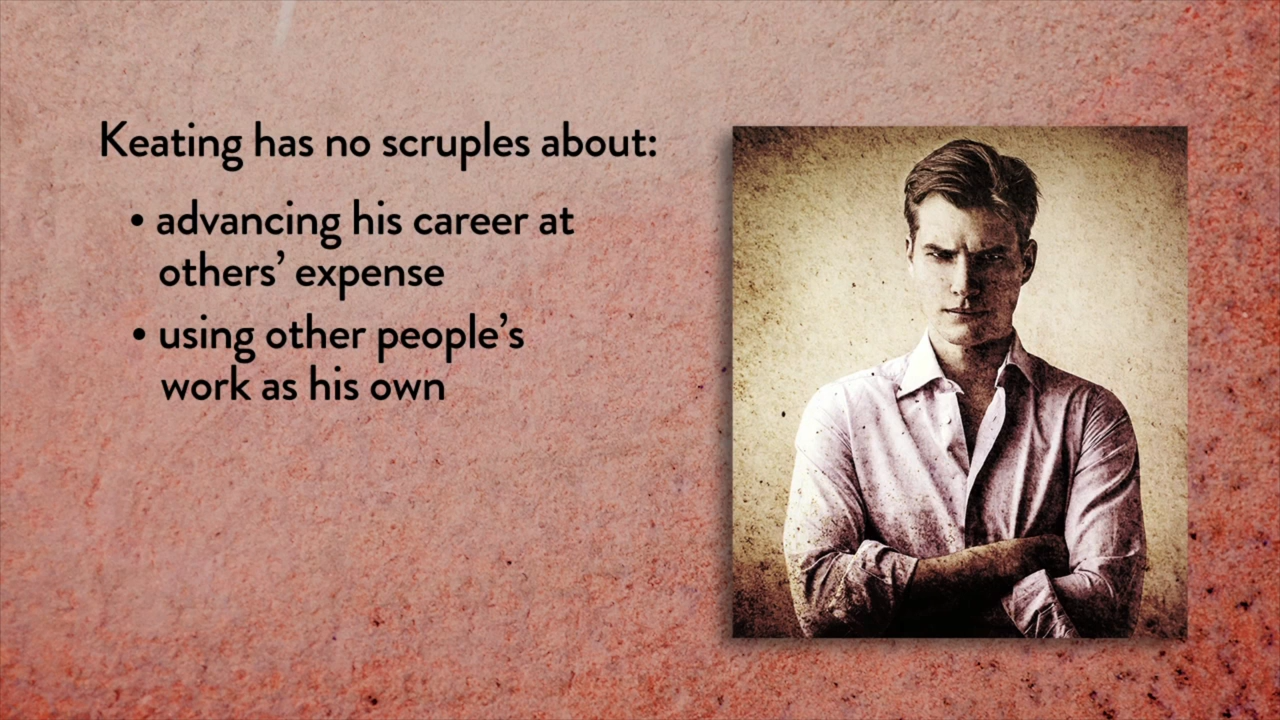 Keating has no scruples about:
• advancing his career at
others’ expense
• using other people’s
work as his own